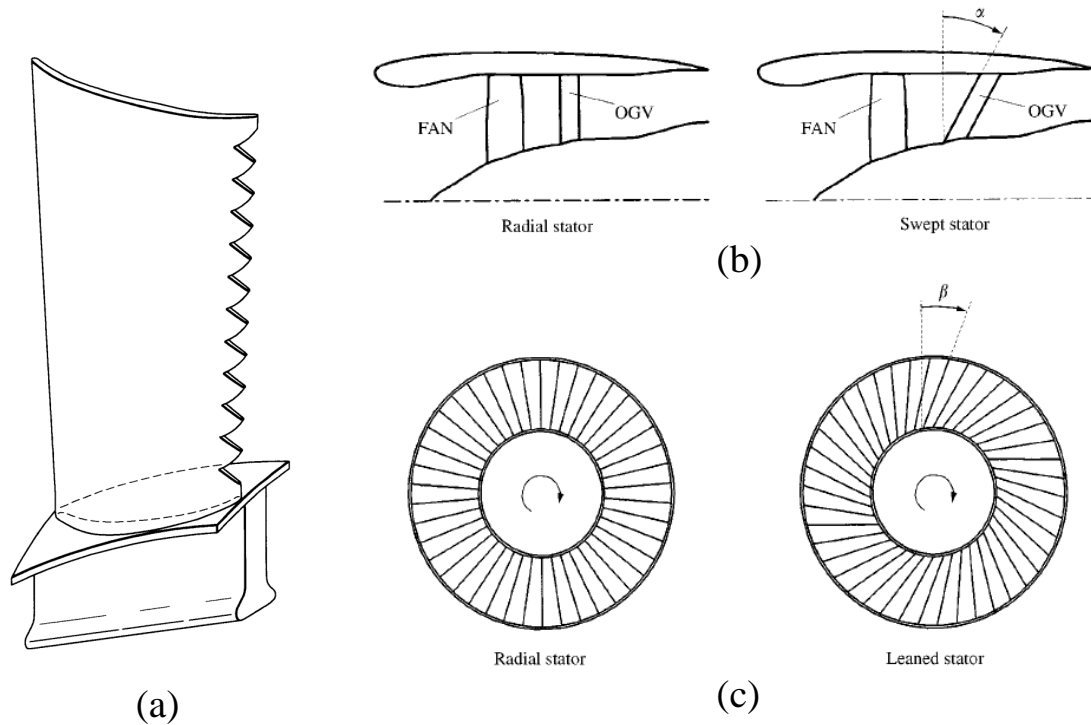 α
FAN
OGV
FAN
OGV
Radial stator
Swept stator
(b)
β
Radial stator
Leaned stator
(a)
(c)